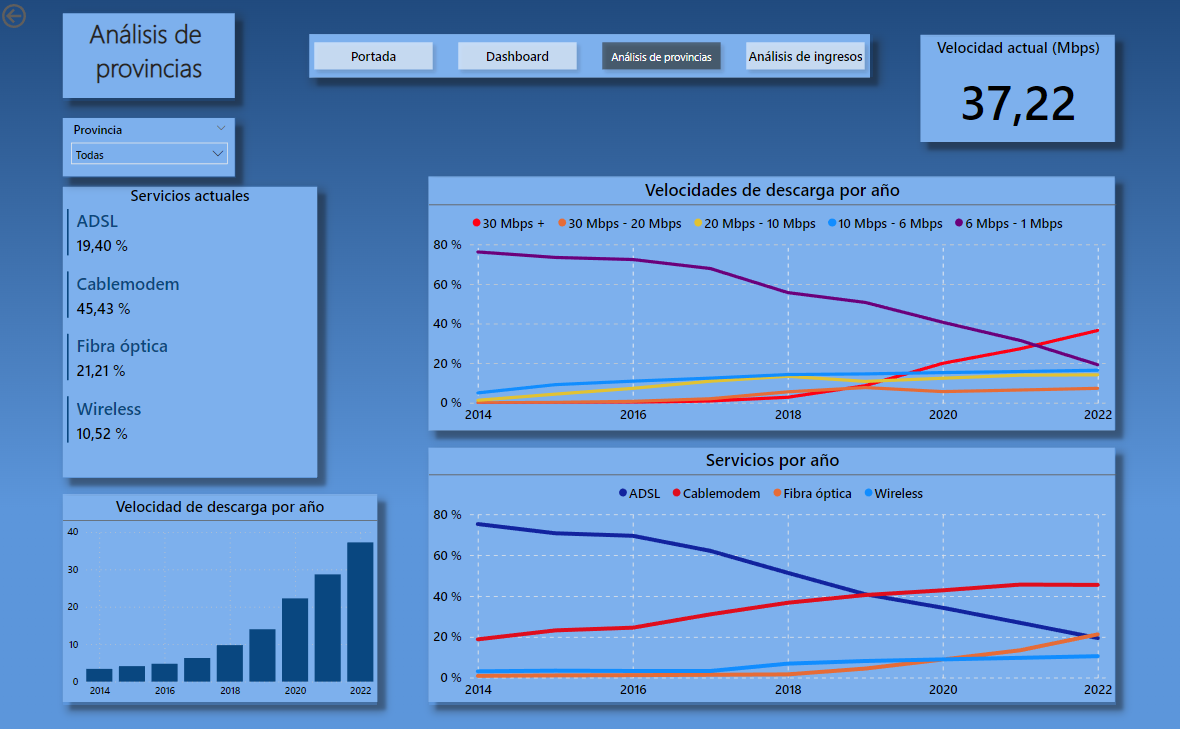 Análisis de
provincias
Portada
Dashboard
Análisis de provincias
Análisis de ingresos
Velocidad actual (Mbps)
37,22
Provincia
Todas
Servicios actuales
ADSL
19,40 %
Cablemodem
45,43 %
Fibra óptica
21,21 %
Wireless
10,52 %
Velocidades de descarga por año
30 Mbps + 30 Mbps - 20 Mbps 20 Mbps - 10 Mbps 10 Mbps - 6 Mbps 6 Mbps - 1 Mbps
80 %
60 %
40 %
20 %
0 %
2014 2016 2018 2020 2022
Servicios por año
ADSL Cablemodem Fibra óptica Wireless
80 %
60 %
40 %
20 %
0 %
2014 2016 2018 2020 2022
Velocidad de descarga por año
40
30
20
10
0
2014 2016 2018 2020 2022